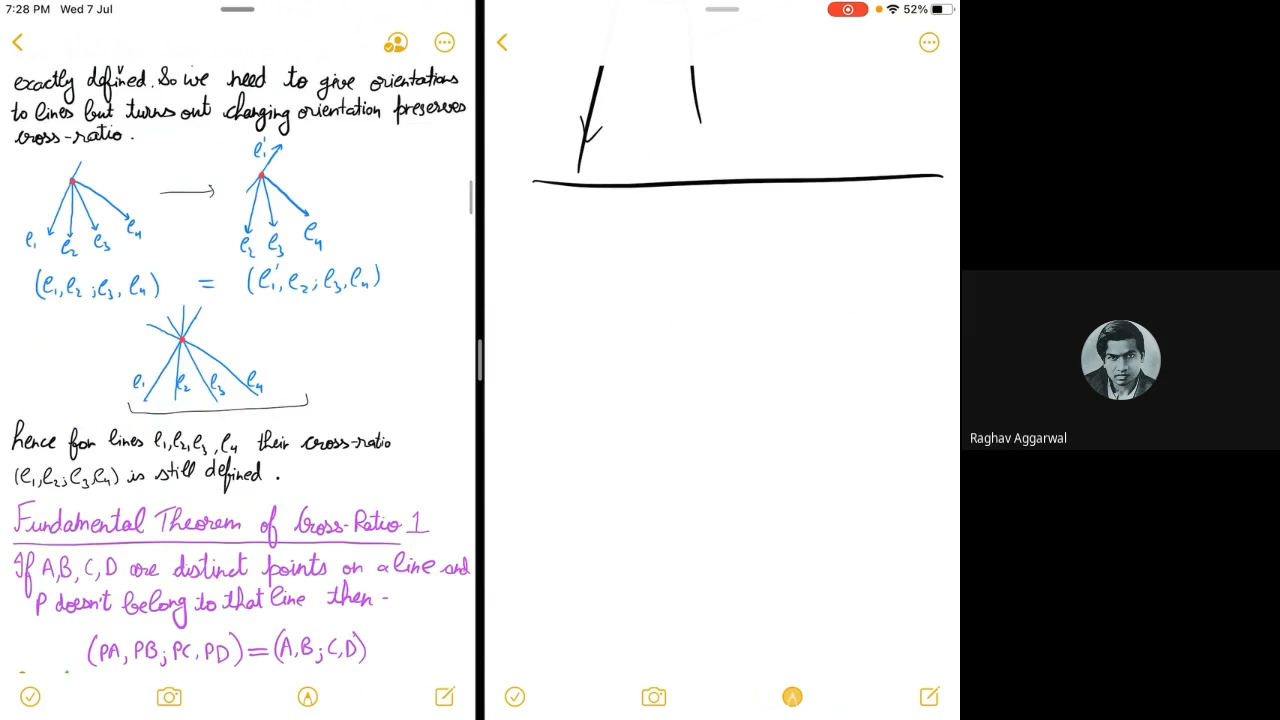 7:28 PM Wed 7 Jul
52%
exactly defined. So we need to give orientations
to lines but turns out changing orientation preserves
cross-ratio.
l₁'
l₁ l₂ l₃ l₄
l₂ l₃ l₄
(l₁, l₂; l₃, l₄) = (l₁', l₂; l₃, l₄)
l₁ l₂ l₃ l₄
hence for lines l₁, l₂, l₃, l₄ their cross-ratio
(l₁, l₂; l₃, l₄) is still defined.
Fundamental Theorem of Cross-Ratio 1
If A,B,C,D are distinct points on a line and
P doesn't belong to that line then -
(PA, PB; PC, PD) = (A,B; C,D)
Raghav Aggarwal